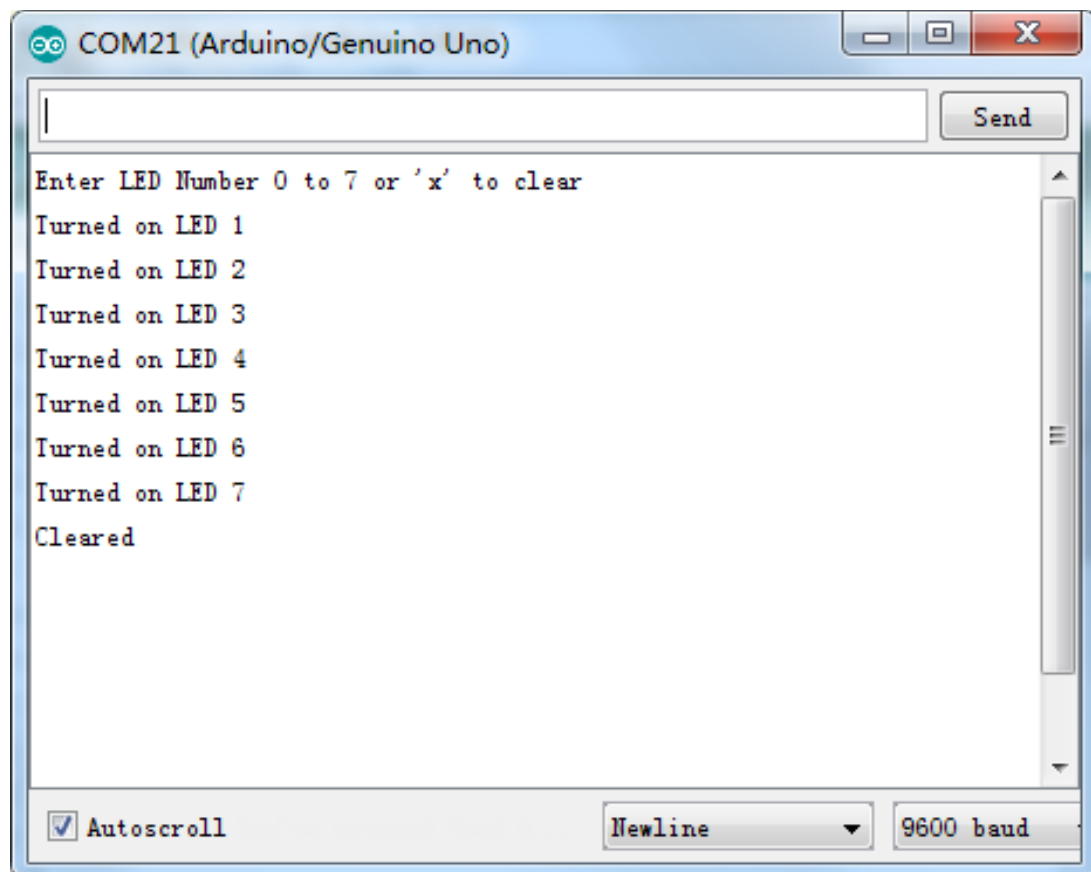 COM21 (Arduino/Genuino Uno)
Send
Enter LED Number 0 to 7 or 'x' to clear
Turned on LED 1
Turned on LED 2
Turned on LED 3
Turned on LED 4
Turned on LED 5
Turned on LED 6
Turned on LED 7
Cleared
Autoscroll Newline 9600 baud